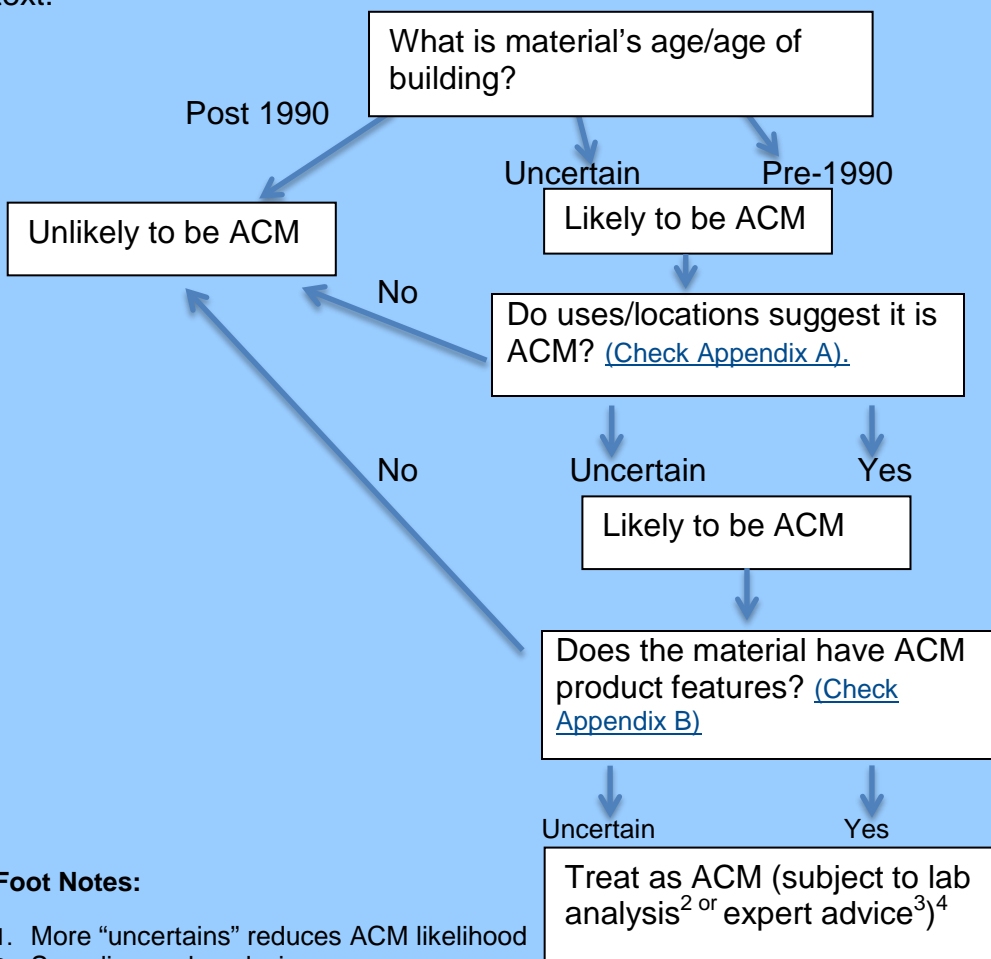 text.
What is material’s age/age of
building?
Post 1990
Uncertain
Pre-1990
Unlikely to be ACM
Likely to be ACM
No
Do uses/locations suggest it is
ACM? (Check Appendix A).
No
Uncertain
Yes
Likely to be ACM
Does the material have ACM
product features? (Check
Appendix B)
Uncertain
Yes
Foot Notes:
Treat as ACM (subject to lab
analysis2 or expert advice3)4
1. More “uncertains” reduces ACM likelihood